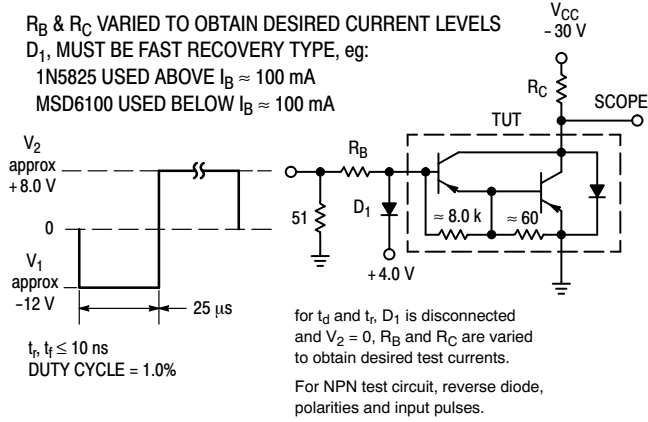 R_B & R_C VARIED TO OBTAIN DESIRED CURRENT LEVELS
D_1, MUST BE FAST RECOVERY TYPE, eg:
1N5825 USED ABOVE I_B ≈ 100 mA
MSD6100 USED BELOW I_B ≈ 100 mA
V_CC
- 30 V
R_C
SCOPE
TUT
V_2
approx
+ 8.0 V
0
V_1
approx
-12 V
25 μs
R_B
51
D_1
+ 4.0 V
≈ 8.0 k
≈ 60
t_r, t_f ≤ 10 ns
DUTY CYCLE = 1.0%
for t_d and t_r, D_1 is disconnected
and V_2 = 0, R_B and R_C are varied
to obtain desired test currents.
For NPN test circuit, reverse diode,
polarities and input pulses.